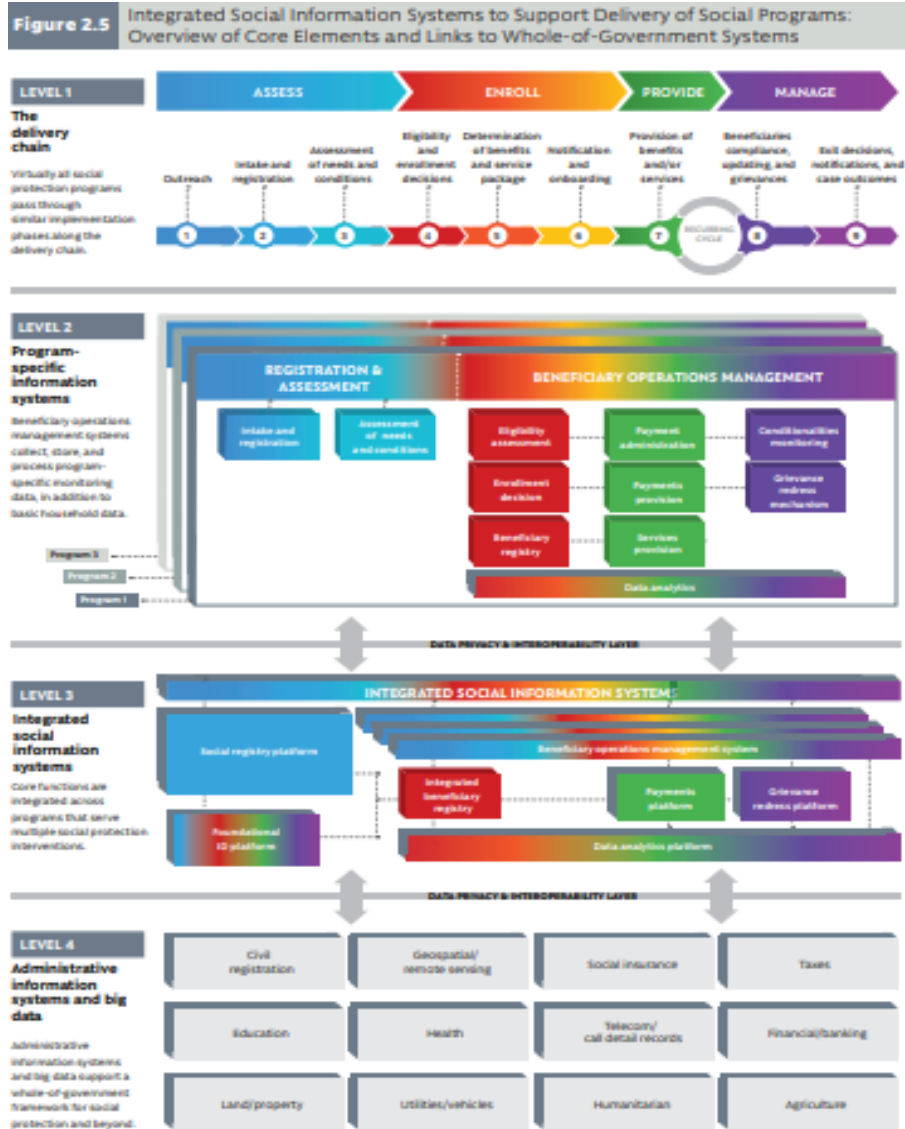 Figure 2.5
Integrated Social Information Systems to Support Delivery of Social Programs:
Overview of Core Elements and Links to Whole-of-Government Systems
LEVEL 1
The
delivery
chain
Virtually all social
protection programs
pass through
similar implementation
phases along the
delivery chain.
ASSESS
ENROLL
PROVIDE
MANAGE
Outreach
Intake and
registration
Assessment
of needs and
conditions
Eligibility
and
enrollment
decisions
Determination
of benefits
and service
package
Notification
and
onboarding
Provision of
benefits
and/or
services
Beneficiaries
compliance,
updating, and
grievances
Exit decisions,
notifications, and
case outcomes
1
2
3
4
5
6
7
RECURRING
CYCLE
8
9
LEVEL 2
Program-
specific
information
systems
Beneficiary operations
management systems
collect, store, and
process program-
specific monitoring
data, in addition to
basic household data.
Program 3
Program 2
Program 1
REGISTRATION &
ASSESSMENT
BENEFICIARY OPERATIONS MANAGEMENT
Intake and
registration
Assessment
of needs
and conditions
Eligibility
assessment
Payment
administration
Conditionalities
monitoring
Enrollment
decision
Payments
provision
Grievance
redress
mechanism
Beneficiary
registry
Services
provision
Data analytics
DATA PRIVACY & INTEROPERABILITY LAYER
LEVEL 3
Integrated
social
information
systems
Core functions are
integrated across
programs that serve
multiple social protection
interventions.
INTEGRATED SOCIAL INFORMATION SYSTEMS
Social registry platform
Beneficiary operations management system
Integrated
beneficiary
registry
Payments
platform
Grievance
redress platform
Foundational
ID platform
Data analytics platform
DATA PRIVACY & INTEROPERABILITY LAYER
LEVEL 4
Administrative
information
systems and big
data
Administrative
information systems
and big data support a
whole-of-government
framework for social
protection and beyond.
Civil
registration
Geospatial/
remote sensing
Social insurance
Taxes
Education
Health
Telecom/
call detail records
Financial/banking
Land/property
Utilities/vehicles
Humanitarian
Agriculture